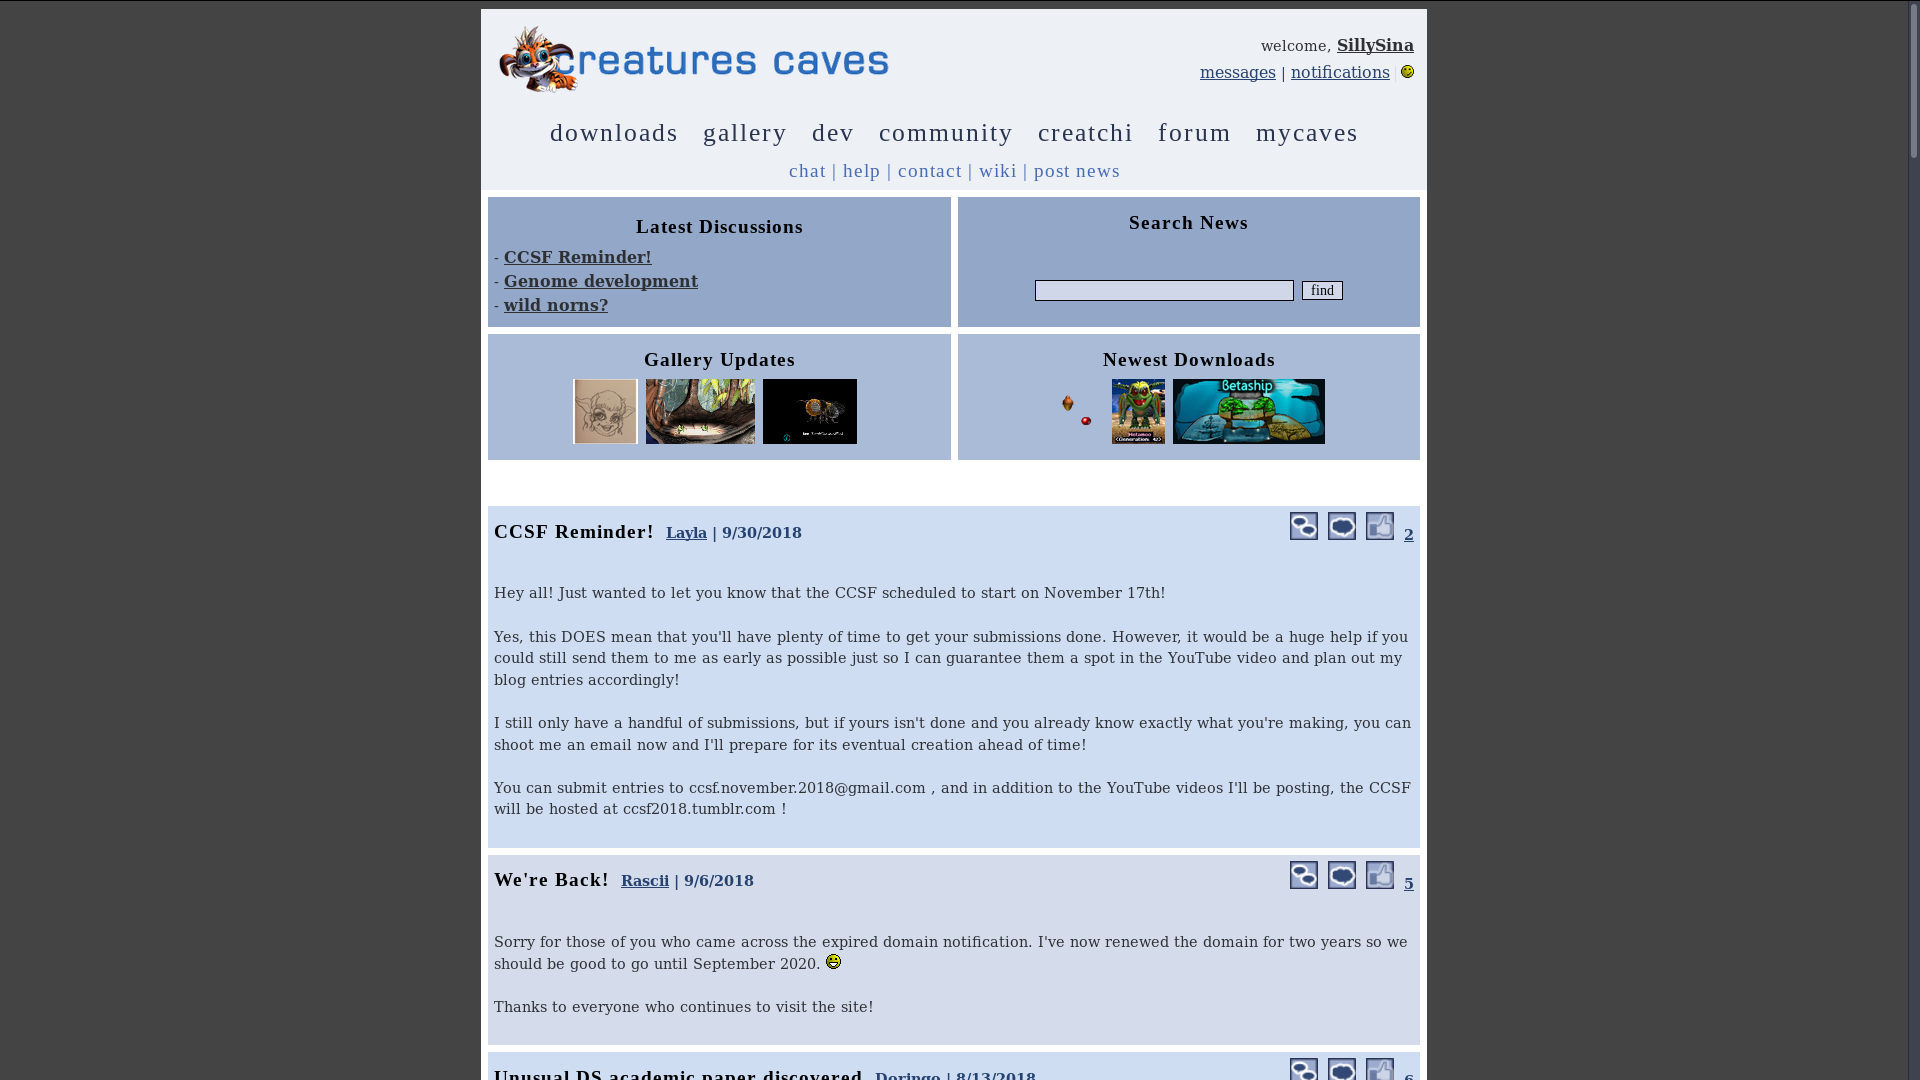 creatures caves
welcome, SillySina
messages | notifications
downloads gallery dev community creatchi forum mycaves
chat | help | contact | wiki | post news
Latest Discussions
- CCSF Reminder!
- Genome development
- wild norns?
Search News
find
Gallery Updates
Newest Downloads
Betaship
CCSF Reminder! Layla | 9/30/2018
2
Hey all! Just wanted to let you know that the CCSF scheduled to start on November 17th!
Yes, this DOES mean that you'll have plenty of time to get your submissions done. However, it would be a huge help if you
could still send them to me as early as possible just so I can guarantee them a spot in the YouTube video and plan out my
blog entries accordingly!
I still only have a handful of submissions, but if yours isn't done and you already know exactly what you're making, you can
shoot me an email now and I'll prepare for its eventual creation ahead of time!
You can submit entries to ccsf.november.2018@gmail.com , and in addition to the YouTube videos I'll be posting, the CCSF
will be hosted at ccsf2018.tumblr.com !
We're Back! Rascii | 9/6/2018
5
Sorry for those of you who came across the expired domain notification. I've now renewed the domain for two years so we
should be good to go until September 2020.
Thanks to everyone who continues to visit the site!
Unusual DS academic paper discovered Doringo | 8/13/2018
6